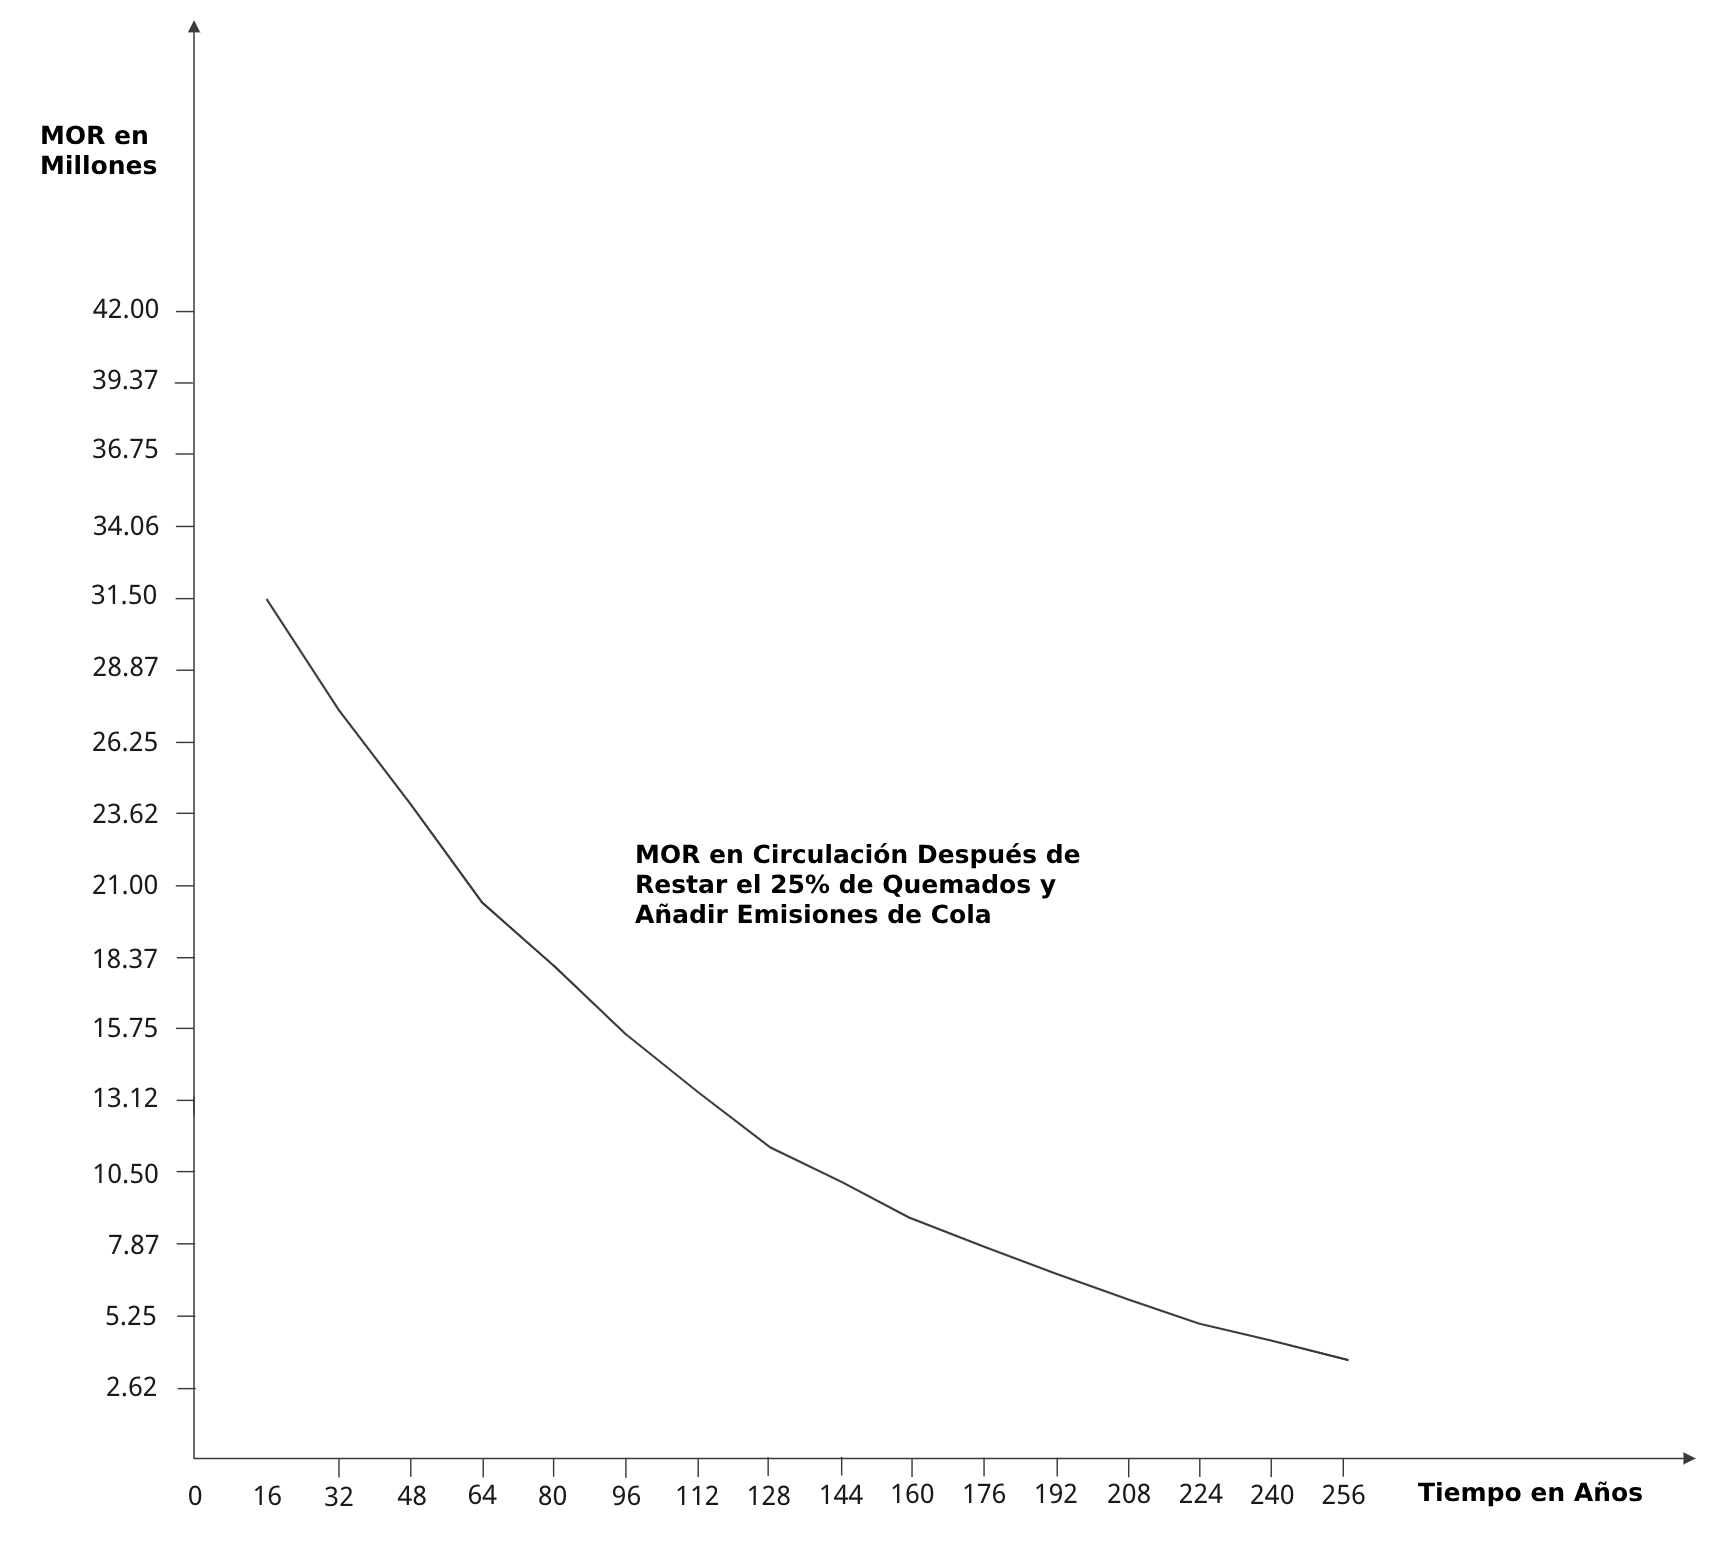 MOR en
Millones
42.00
39.37
36.75
34.06
31.50
28.87
26.25
23.62
21.00
18.37
15.75
13.12
10.50
7.87
5.25
2.62
MOR en Circulación Después de
Restar el 25% de Quemados y
Añadir Emisiones de Cola
0 16 32 48 64 80 96 112 128 144 160 176 192 208 224 240 256 Tiempo en Años